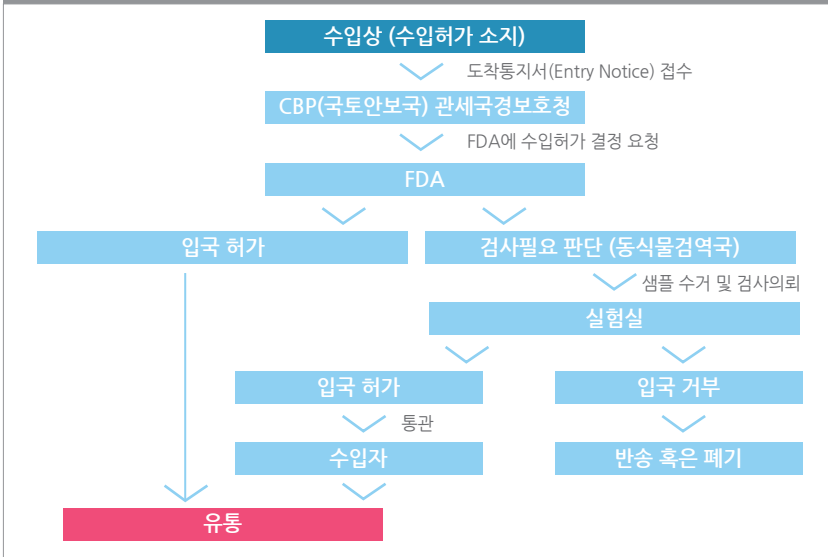 수입상 (수입허가 소지)
도착통지서(Entry Notice) 접수
CBP(국토안보국) 관세국경보호청
FDA에 수입허가 결정 요청
FDA
입국 허가
검사필요 판단 (동식물검역국)
샘플 수거 및 검사의뢰
실험실
입국 허가
입국 거부
통관
수입자
반송 혹은 폐기
유통